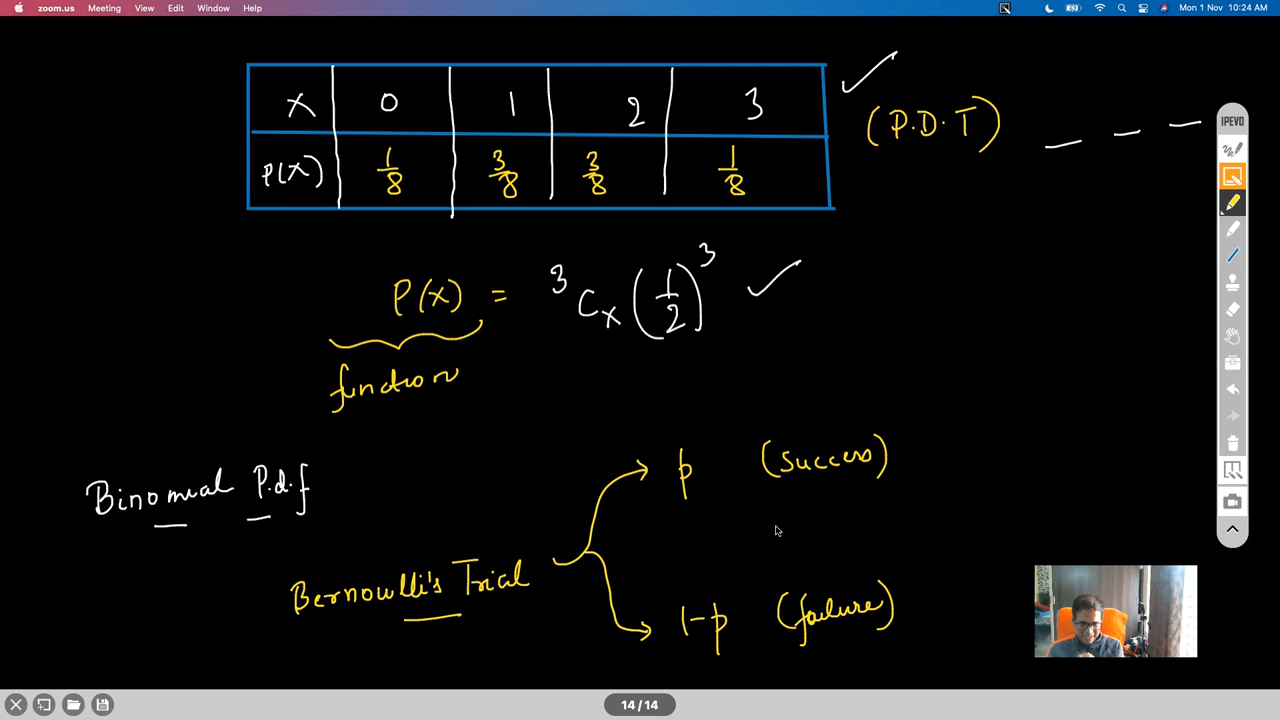 zoom.us Meeting View Edit Window Help Mon 1 Nov 10:24 AM
X 0 1 2 3
P(X) 1/8 3/8 3/8 1/8
(P.D.T)
IPEVO
P(X) = ³Cₓ (1/2)³
function
Binomial P.d.f
Bernoulli's Trial
p (success)
1-p (failure)
14 / 14